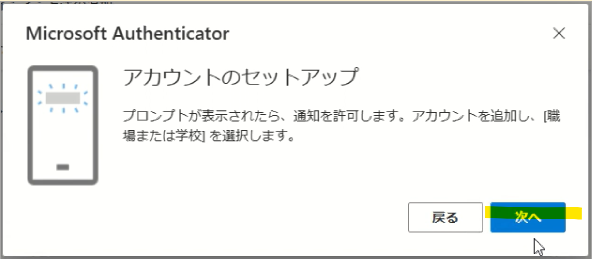 Microsoft Authenticator
アカウントのセットアップ
プロンプトが表示されたら、通知を許可します。アカウントを追加し、[職
場または学校] を選択します。
戻る
次へ